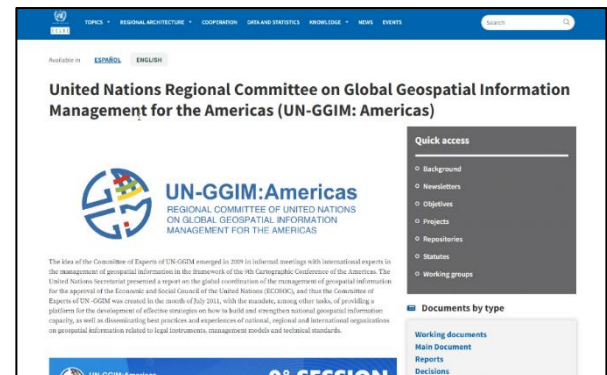 TOPICS REGIONAL ARCHITECTURE COOPERATION DATA AND STATISTICS KNOWLEDGE NEWS EVENTS
Search
Available in ESPAÑOL ENGLISH
United Nations Regional Committee on Global Geospatial Information
Management for the Americas (UN-GGIM: Americas)
UN-GGIM:Americas
REGIONAL COMMITTEE OF UNITED NATIONS
ON GLOBAL GEOSPATIAL INFORMATION
MANAGEMENT FOR THE AMERICAS
The idea of the Committee of Experts of UN-GGIM emerged in 2009 in informal meetings with international experts in
the management of geospatial information in the framework of the 9th Cartographic Conference of the Americas. The
United Nations Secretariat presented a report on the global coordination of the management of geospatial information
for the approval of the Economic and Social Council of the United Nations (ECOSOC), and thus the Committee of
Experts of UN -GGIM was created in the month of July 2011, with the mandate, among other tasks, of providing a
platform for the development of effective strategies on how to build and strengthen national geospatial information
capacity, as well as disseminating best practices and experiences of national, regional and international organizations
on geospatial information related to legal instruments, management models and technical standards.
UN-GGIM:Americas
9° SESSION
Quick access
Background
Newsletters
Objetives
Projects
Repositories
Statutes
Working groups
Documents by type
Working documents
Main Document
Reports
Decisions